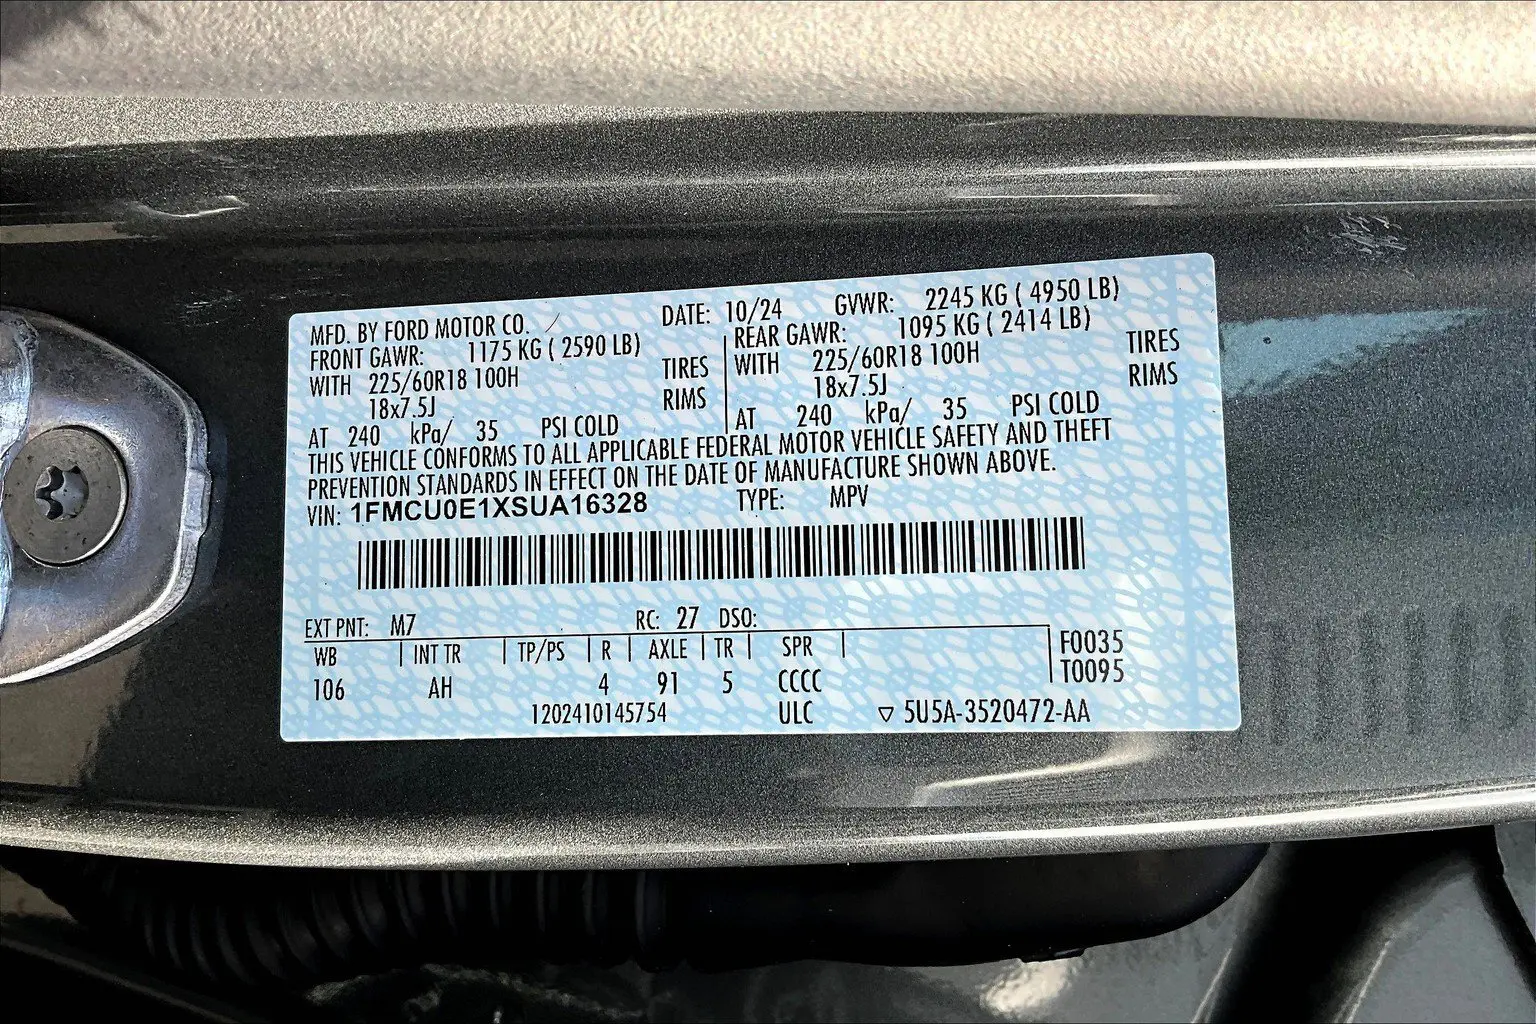 MFD. BY FORD MOTOR CO. DATE: 10/24 GVWR: 2245 KG ( 4950 LB)
FRONT GAWR: 1175 KG ( 2590 LB) REAR GAWR: 1095 KG ( 2414 LB)
WITH 225/60R18 100H TIRES WITH 225/60R18 100H TIRES
18x7.5J RIMS 18x7.5J RIMS
AT 240 kPa/ 35 PSI COLD AT 240 kPa/ 35 PSI COLD
THIS VEHICLE CONFORMS TO ALL APPLICABLE FEDERAL MOTOR VEHICLE SAFETY AND THEFT
PREVENTION STANDARDS IN EFFECT ON THE DATE OF MANUFACTURE SHOWN ABOVE.
VIN: 1FMCU0E1XSUA16328 TYPE: MPV
EXT PNT: M7 RC: 27 DSO:
WB | INT TR | TP/PS | R | AXLE | TR | SPR | F0035
106 AH 4 91 5 CCCC T0095
1202410145754 ULC ▽ 5U5A-3520472-AA